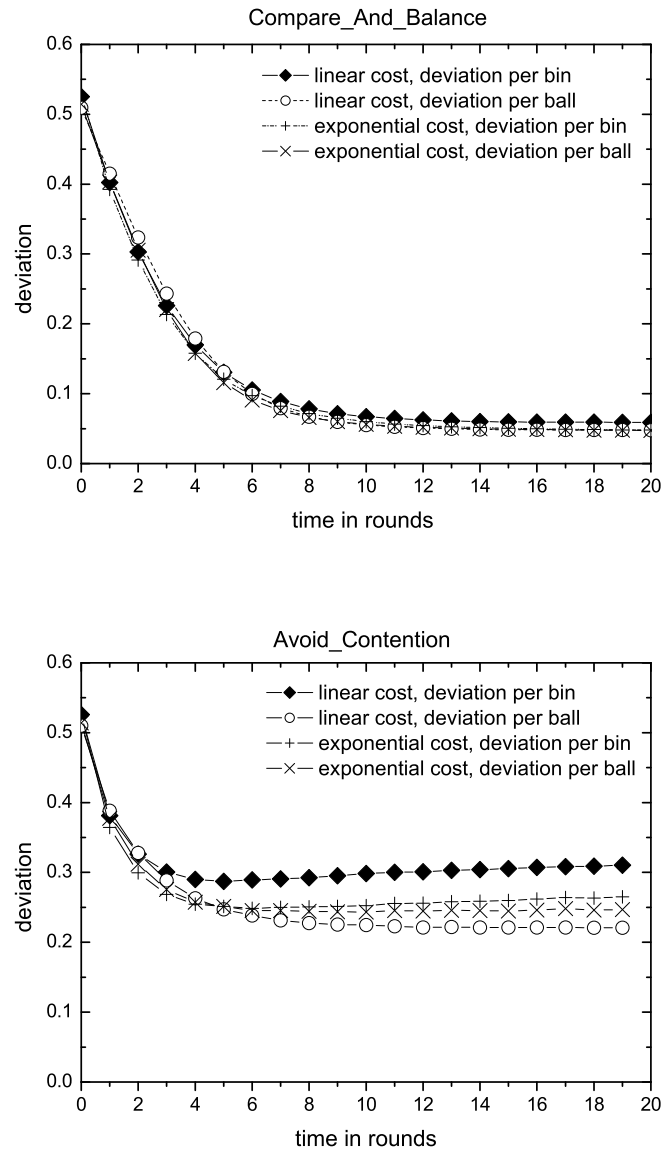 Compare_And_Balance
0.6
linear cost, deviation per bin
linear cost, deviation per ball
exponential cost, deviation per bin
exponential cost, deviation per ball
0.5
0.4
0.3
0.2
0.1
0.0
deviation
0 2 4 6 8 10 12 14 16 18 20
time in rounds
Avoid_Contention
0.6
linear cost, deviation per bin
linear cost, deviation per ball
exponential cost, deviation per bin
exponential cost, deviation per ball
0.5
0.4
0.3
0.2
0.1
0.0
deviation
0 2 4 6 8 10 12 14 16 18 20
time in rounds